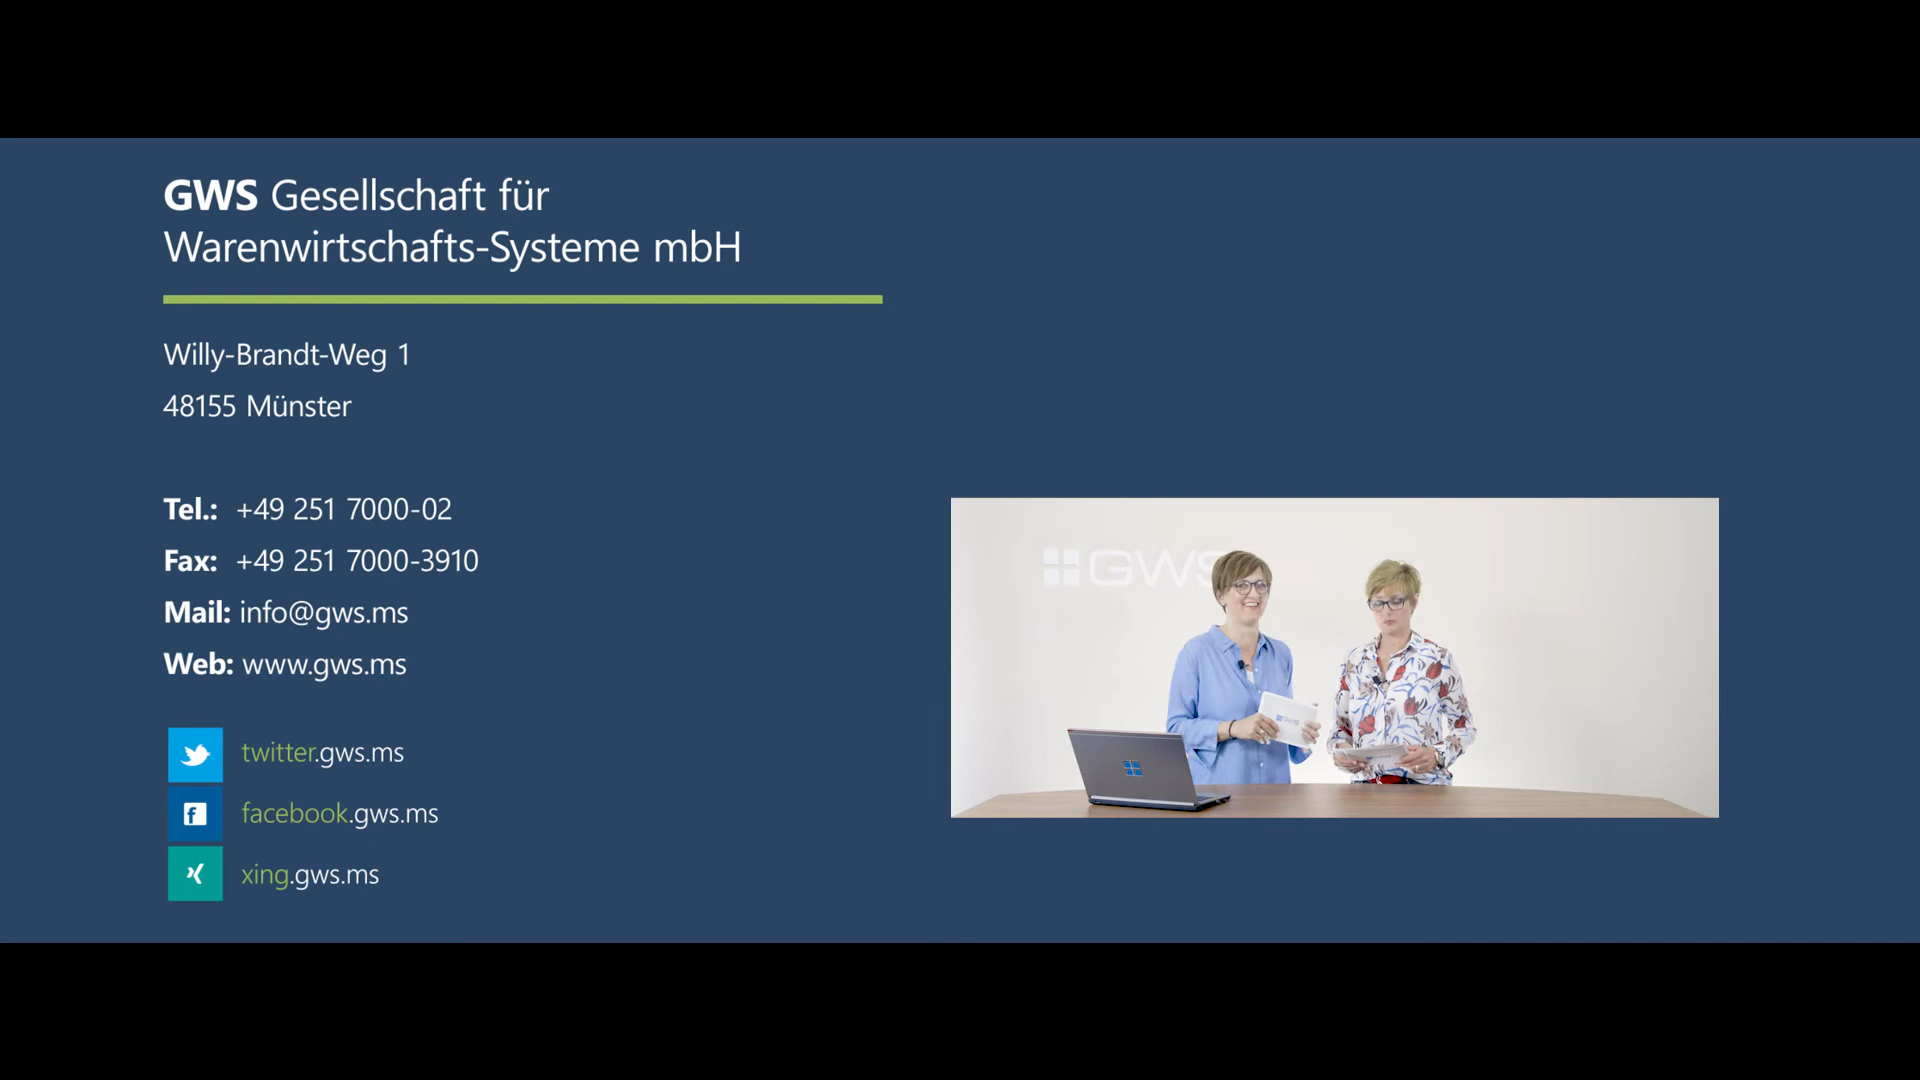 GWS Gesellschaft für
Warenwirtschafts-Systeme mbH
Willy-Brandt-Weg 1
48155 Münster
Tel.: +49 251 7000-02
Fax: +49 251 7000-3910
Mail: info@gws.ms
Web: www.gws.ms
twitter.gws.ms
facebook.gws.ms
xing.gws.ms
GWS